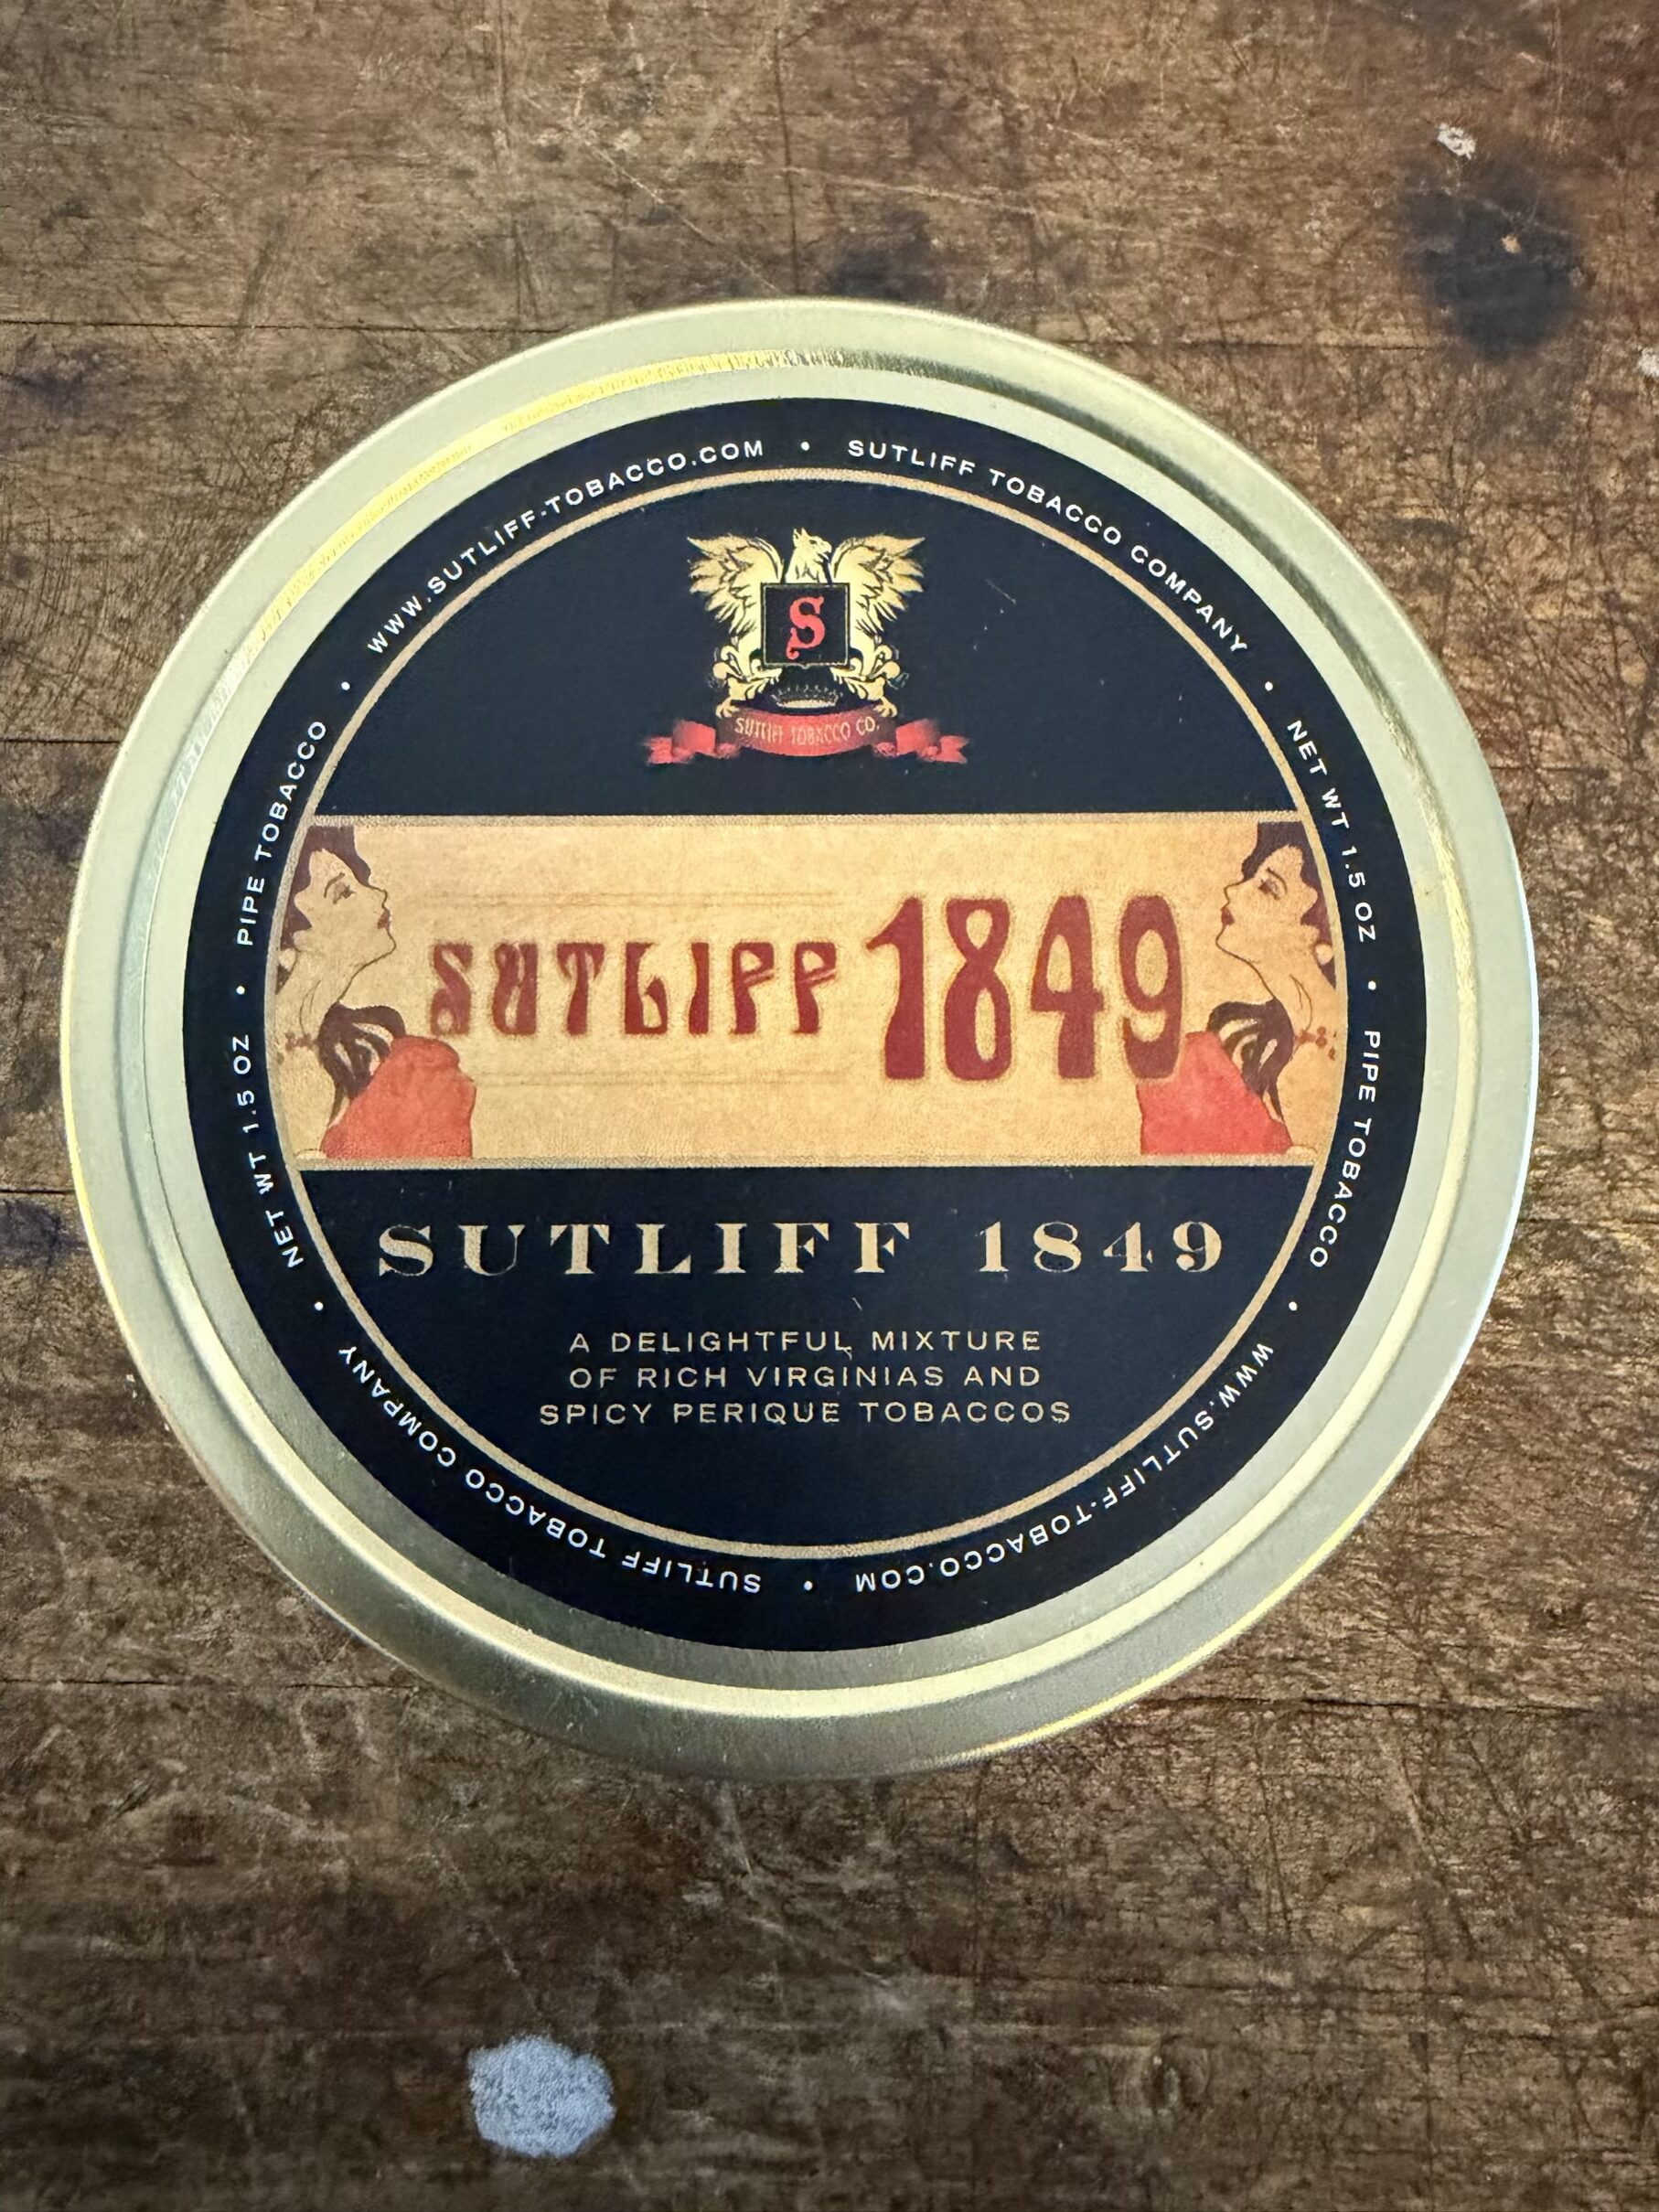 WWW.SUTLIFF-TOBACCO.COM • SUTLIFF TOBACCO COMPANY • NET WT 1.5 OZ • PIPE TOBACCO • WWW.SUTLIFF-TOBACCO.COM • SUTLIFF TOBACCO COMPANY • NET WT 1.5 OZ • PIPE TOBACCO •
S
SUTLIFF TOBACCO CO.
SUTLIFF 1849
SUTLIFF 1849
A DELIGHTFUL MIXTURE
OF RICH VIRGINIAS AND
SPICY PERIQUE TOBACCOS